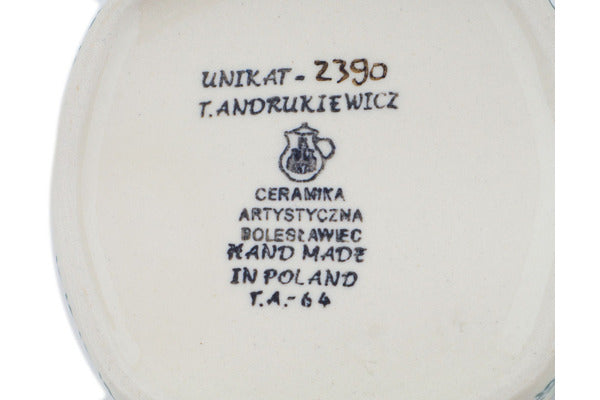 UNIKAT - 2390
T. ANDRUKIEWICZ
CERAMIKA
ARTYSTYCZNA
BOLESŁAWIEC
HAND MADE
IN POLAND
T.A.-64